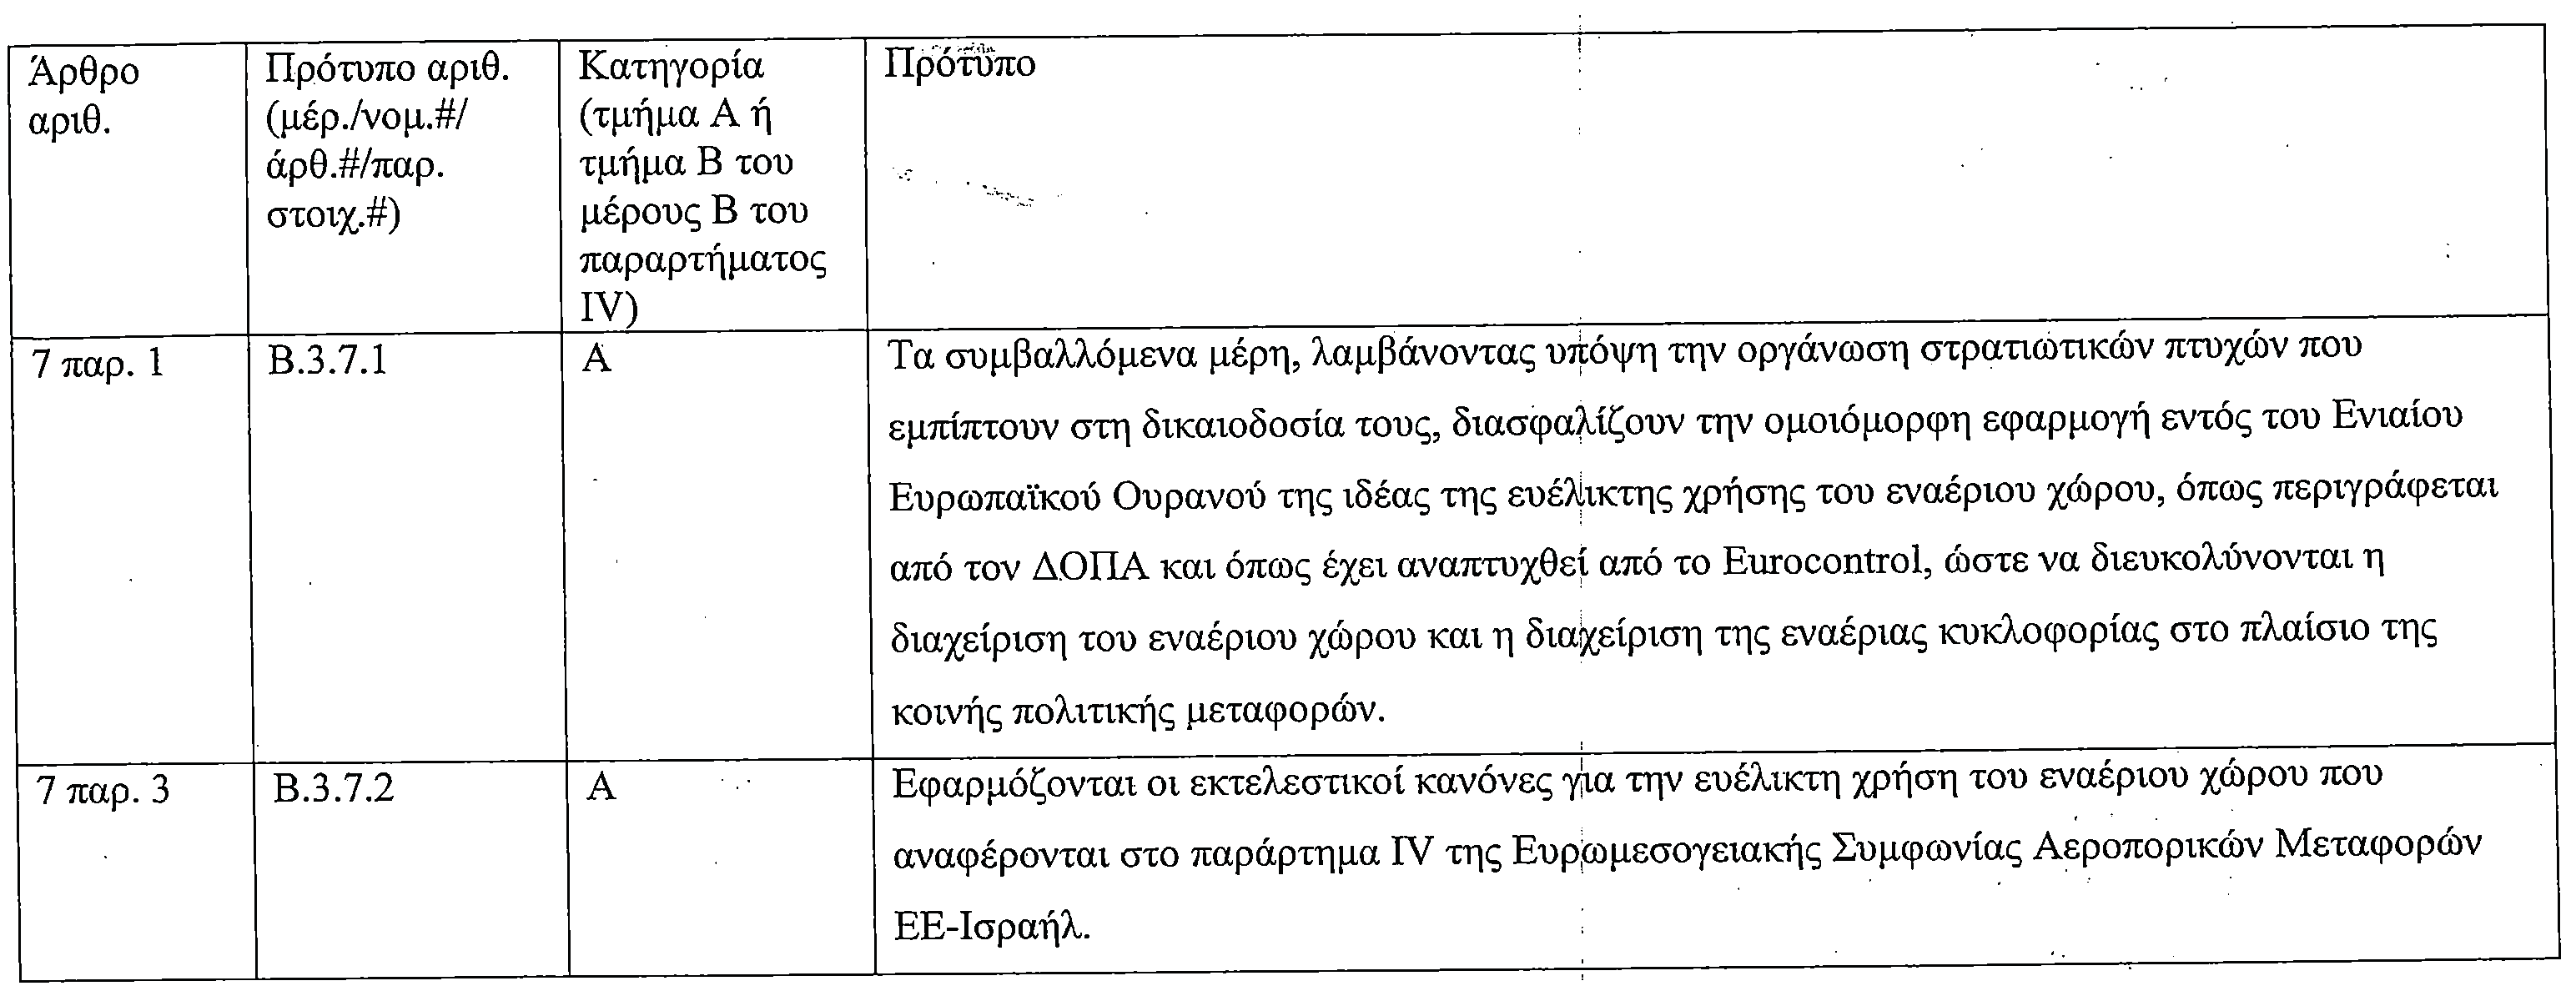 Άρθρο
αριθ.
Πρότυπο αριθ.
(μέρ./νομ.#/
άρθ.#/παρ.
στοιχ.#)
Κατηγορία
(τμήμα Α ή
τμήμα Β του
μέρους Β του
παραρτήματος
IV)
Πρότυπο
7 παρ. 1
Β.3.7.1
Α
Τα συμβαλλόμενα μέρη, λαμβάνοντας υπόψη την οργάνωση στρατιωτικών πτυχών που
εμπίπτουν στη δικαιοδοσία τους, διασφαλίζουν την ομοιόμορφη εφαρμογή εντός του Ενιαίου
Ευρωπαϊκού Ουρανού της ιδέας της ευέλικτης χρήσης του εναέριου χώρου, όπως περιγράφεται
από τον ΔΟΠΑ και όπως έχει αναπτυχθεί από το Eurocontrol, ώστε να διευκολύνονται η
διαχείριση του εναέριου χώρου και η διαχείριση της εναέριας κυκλοφορίας στο πλαίσιο της
κοινής πολιτικής μεταφορών.
7 παρ. 3
Β.3.7.2
Α
Εφαρμόζονται οι εκτελεστικοί κανόνες για την ευέλικτη χρήση του εναέριου χώρου που
αναφέρονται στο παράρτημα IV της Ευρωμεσογειακής Συμφωνίας Αεροπορικών Μεταφορών
ΕΕ-Ισραήλ.